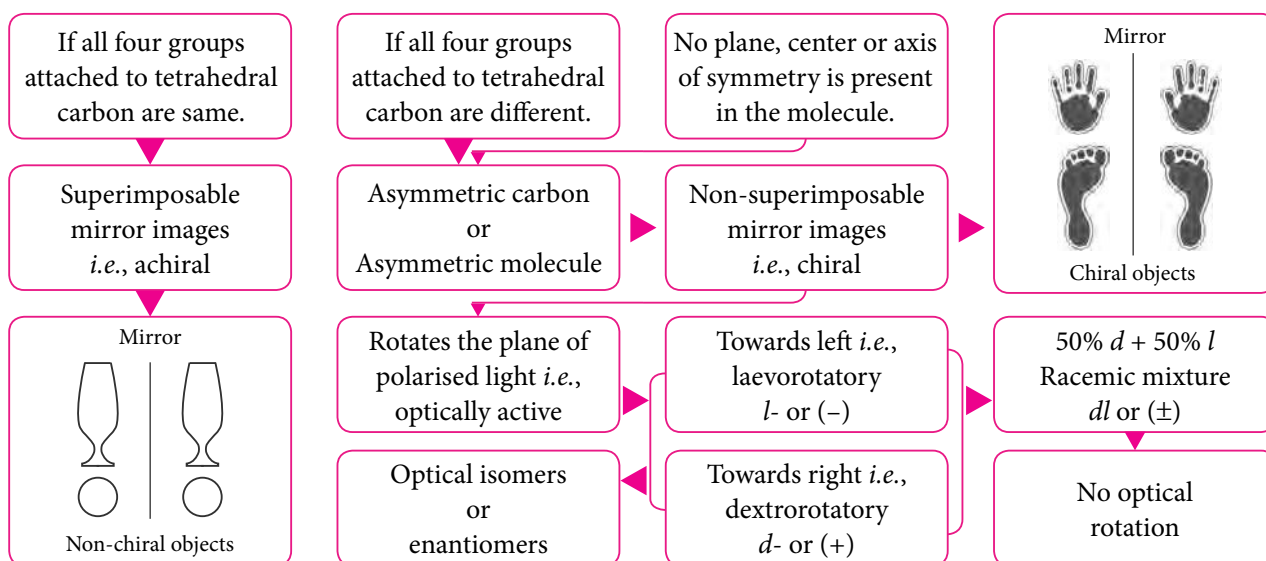 If all four groups
attached to tetrahedral
carbon are same.
If all four groups
attached to tetrahedral
carbon are different.
No plane, center or axis
of symmetry is present
in the molecule.
Mirror
Chiral objects
Superimposable
mirror images
i.e., achiral
Asymmetric carbon
or
Asymmetric molecule
Non-superimposable
mirror images
i.e., chiral
Mirror
Non-chiral objects
Rotates the plane of
polarised light i.e.,
optically active
Towards left i.e.,
laevorotatory
l- or (–)
50% d + 50% l
Racemic mixture
dl or (±)
Optical isomers
or
enantiomers
Towards right i.e.,
dextrorotatory
d- or (+)
No optical
rotation